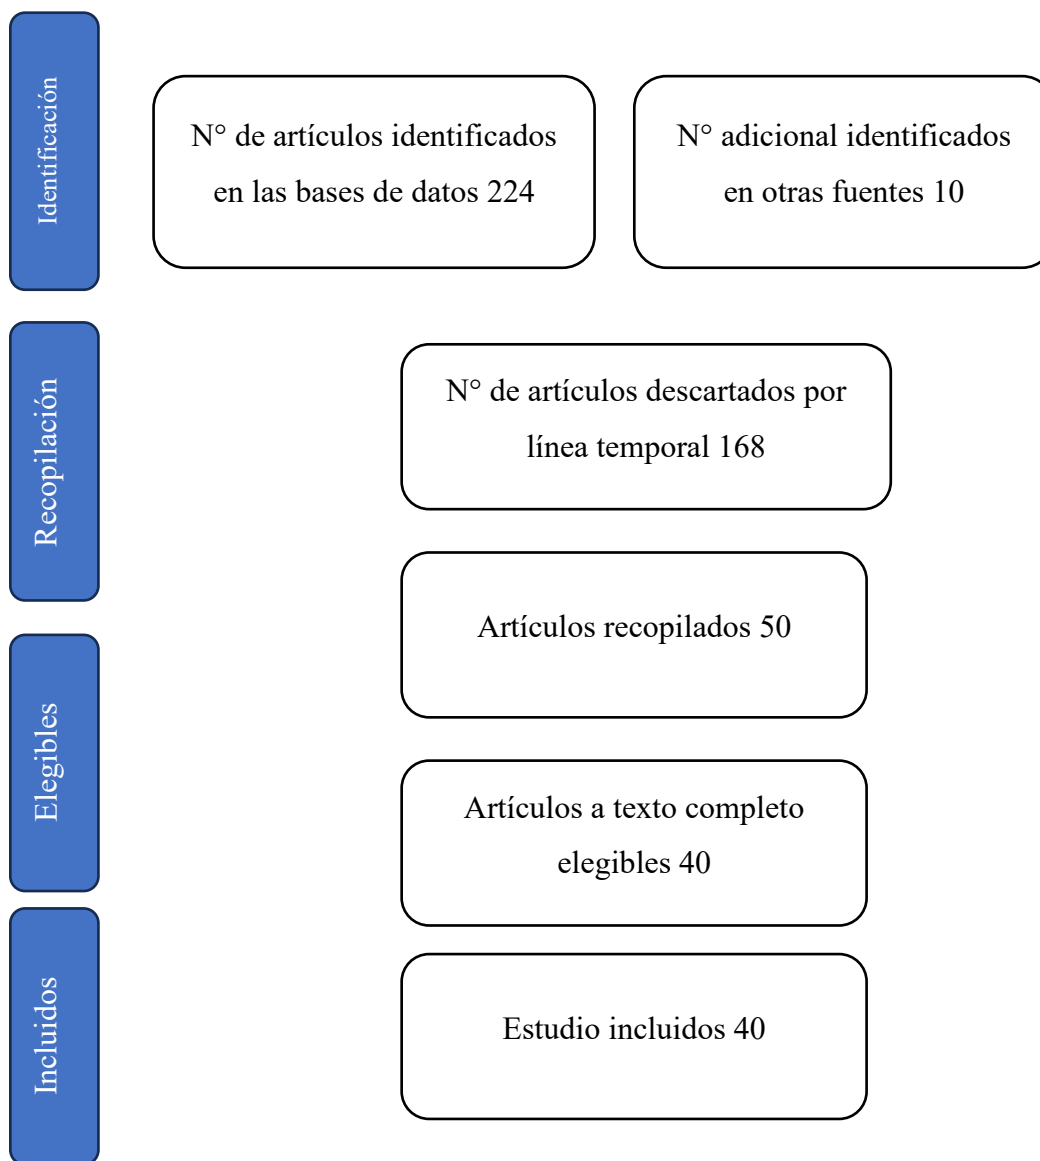 Identificación
N° de artículos identificados
en las bases de datos 224
N° adicional identificados
en otras fuentes 10
Recopilación
N° de artículos descartados por
línea temporal 168
Artículos recopilados 50
Elegibles
Artículos a texto completo
elegibles 40
Incluidos
Estudio incluidos 40